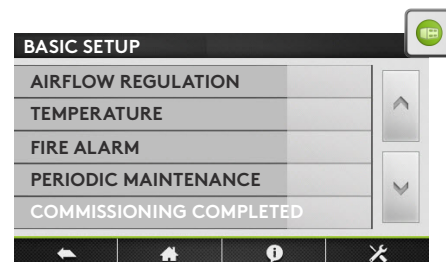 BASIC SETUP
AIRFLOW REGULATION
TEMPERATURE
FIRE ALARM
PERIODIC MAINTENANCE
COMMISSIONING COMPLETED